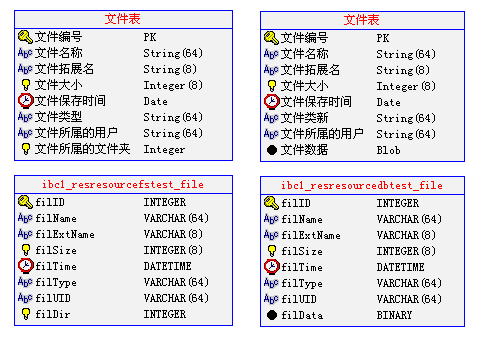 文件表
文件编号 PK
文件名称 String(64)
文件拓展名 String(8)
文件大小 Integer(8)
文件保存时间 Date
文件类型 String(64)
文件所属的用户 String(64)
文件所属的文件夹 Integer
文件表
文件编号 PK
文件名称 String(64)
文件拓展名 String(8)
文件大小 Integer(8)
文件保存时间 Date
文件类新 String(64)
文件所属的用户 String(64)
文件数据 Blob
ibc1_resresourcefstest_file
filID INTEGER
filName VARCHAR(64)
filExtName VARCHAR(8)
filSize INTEGER(8)
filTime DATETIME
filType VARCHAR(64)
filUID VARCHAR(64)
filDir INTEGER
ibc1_resresourcedbtest_file
filID INTEGER
filName VARCHAR(64)
filExtName VARCHAR(8)
filSize INTEGER(8)
filTime DATETIME
filType VARCHAR(64)
filUID VARCHAR(64)
filData BINARY